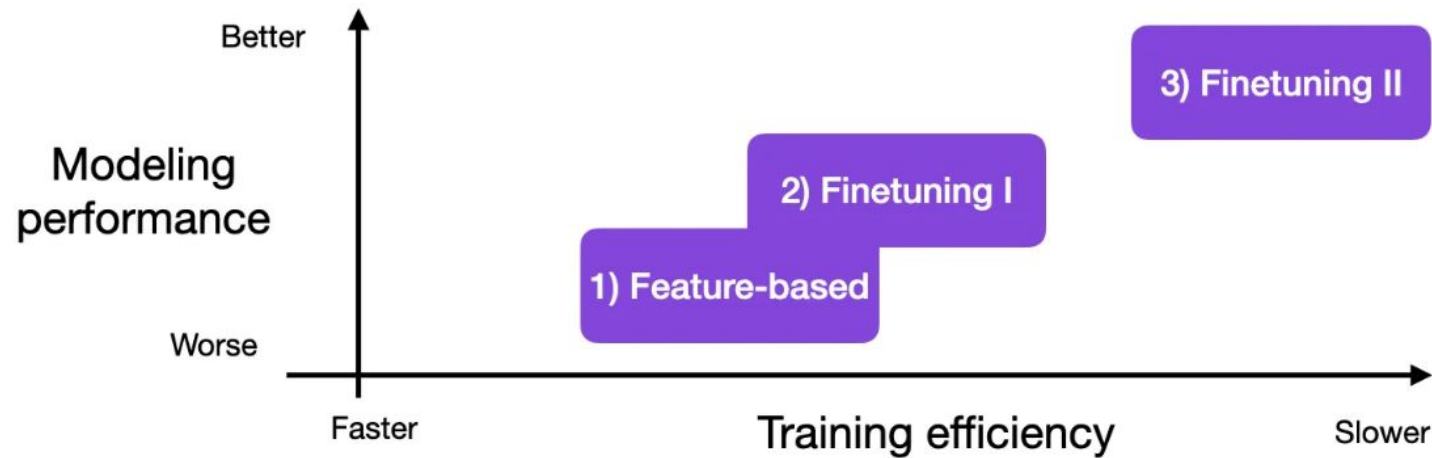 Better
3) Finetuning II
Modeling
performance
2) Finetuning I
1) Feature-based
Worse
Faster
Training efficiency
Slower